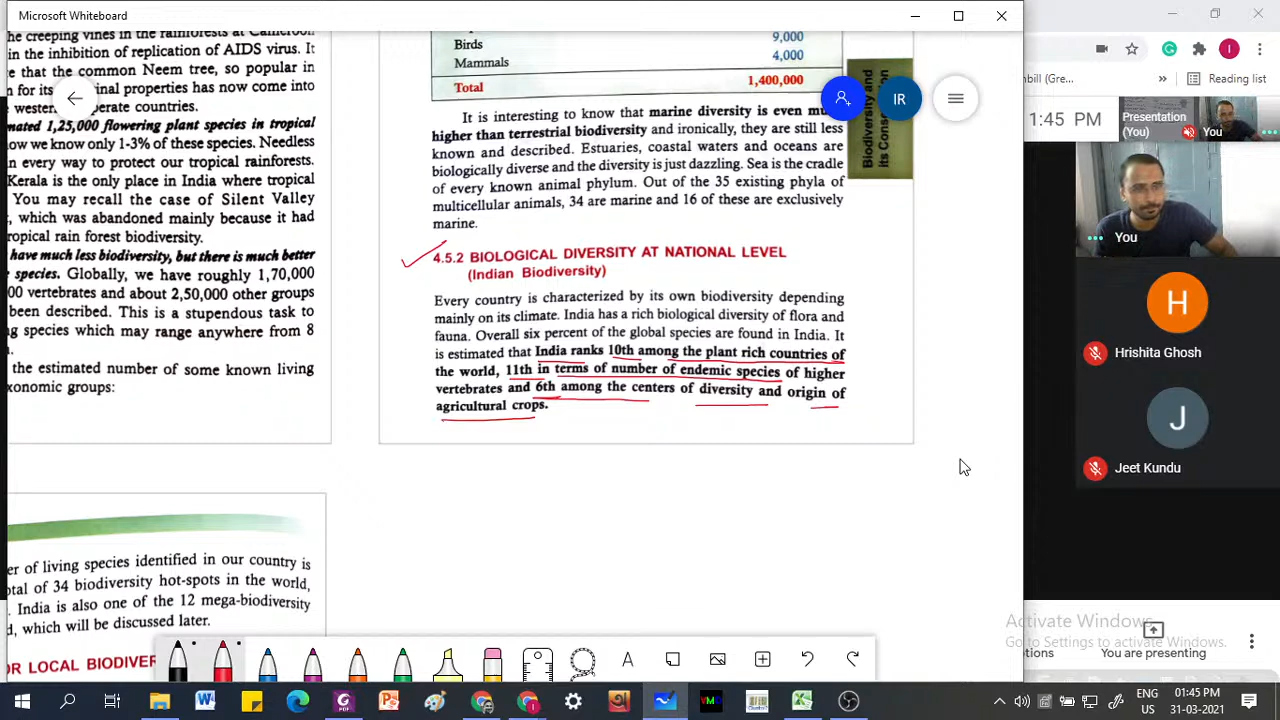 Microsoft Whiteboard
he creeping vines in the rainforests at Cameroon
in the inhibition of replication of AIDS virus. It
e that the common Neem tree, so popular in
n for its inal properties has now come into
wester erate countries.
mated 1,25,000 flowering plant species in tropical
ow we know only 1-3% of these species. Needless
in every way to protect our tropical rainforests.
Kerala is the only place in India where tropical
You may recall the case of Silent Valley
, which was abandoned mainly because it had
ropical rain forest biodiversity.
have much less biodiversity, but there is much better
e species. Globally, we have roughly 1,70,000
00 vertebrates and about 2,50,000 other groups
been described. This is a stupendous task to
ng species which may range anywhere from 8
n.
the estimated number of some known living
exonomic groups:
9,000
Birds
4,000
Mammals
Total 1,400,000
It is interesting to know that marine diversity is even mu
higher than terrestrial biodiversity and ironically, they are still less
known and described. Estuaries, coastal waters and oceans are
biologically diverse and the diversity is just dazzling. Sea is the cradle
of every known animal phylum. Out of the 35 existing phyla of
multicellular animals, 34 are marine and 16 of these are exclusively
marine.
4.5.2 BIOLOGICAL DIVERSITY AT NATIONAL LEVEL
(Indian Biodiversity)
Every country is characterized by its own biodiversity depending
mainly on its climate. India has a rich biological diversity of flora and
fauna. Overall six percent of the global species are found in India. It
is estimated that India ranks 10th among the plant rich countries of
the world, 11th in terms of number of endemic species of higher
vertebrates and 6th among the centers of diversity and origin of
agricultural crops.
Biodiversity and
its Conse
IR
er of living species identified in our country is
otal of 34 biodiversity hot-spots in the world,
. India is also one of the 12 mega-biodiversity
d, which will be discussed later.
OR LOCAL BIODIVER
A
I
mbill (Gre...
»
Reading list
1:45 PM
Presentation
(You)
You
You
H
Hrishita Ghosh
J
Jeet Kundu
Activate Windows
Go to Settings to activate Windows.
ptions
You are presenting
ENG
US
01:45 PM
31-03-2021